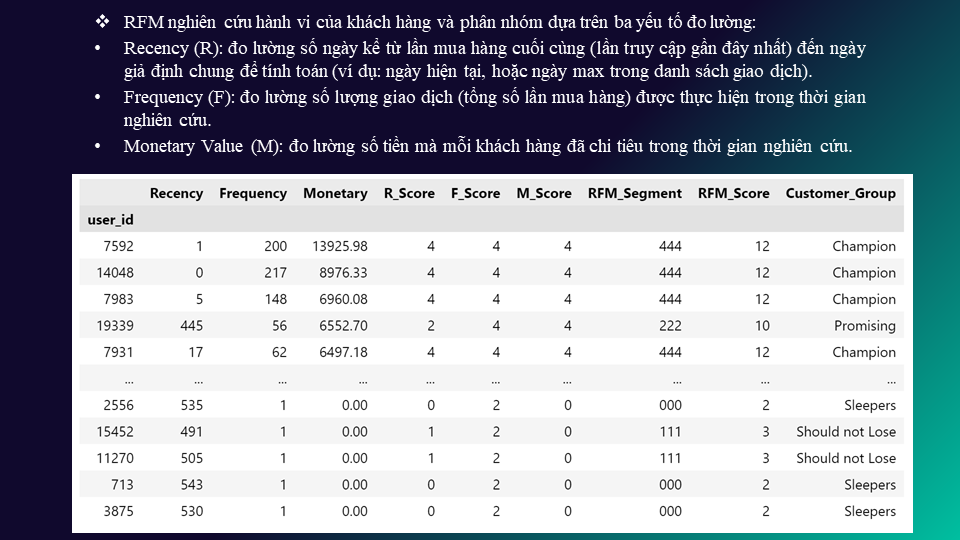 ❖ RFM nghiên cứu hành vi của khách hàng và phân nhóm dựa trên ba yếu tố đo lường:
• Recency (R): đo lường số ngày kể từ lần mua hàng cuối cùng (lần truy cập gần đây nhất) đến ngày
giả định chung để tính toán (ví dụ: ngày hiện tại, hoặc ngày max trong danh sách giao dịch).
• Frequency (F): đo lường số lượng giao dịch (tổng số lần mua hàng) được thực hiện trong thời gian
nghiên cứu.
• Monetary Value (M): đo lường số tiền mà mỗi khách hàng đã chi tiêu trong thời gian nghiên cứu.
Recency Frequency Monetary R_Score F_Score M_Score RFM_Segment RFM_Score Customer_Group
user_id
7592 1 200 13925.98 4 4 4 444 12 Champion
14048 0 217 8976.33 4 4 4 444 12 Champion
7983 5 148 6960.08 4 4 4 444 12 Champion
19339 445 56 6552.70 2 4 4 222 10 Promising
7931 17 62 6497.18 4 4 4 444 12 Champion
... ... ... ... ... ... ... ... ... ...
2556 535 1 0.00 0 2 0 000 2 Sleepers
15452 491 1 0.00 1 2 0 111 3 Should not Lose
11270 505 1 0.00 1 2 0 111 3 Should not Lose
713 543 1 0.00 0 2 0 000 2 Sleepers
3875 530 1 0.00 0 2 0 000 2 Sleepers